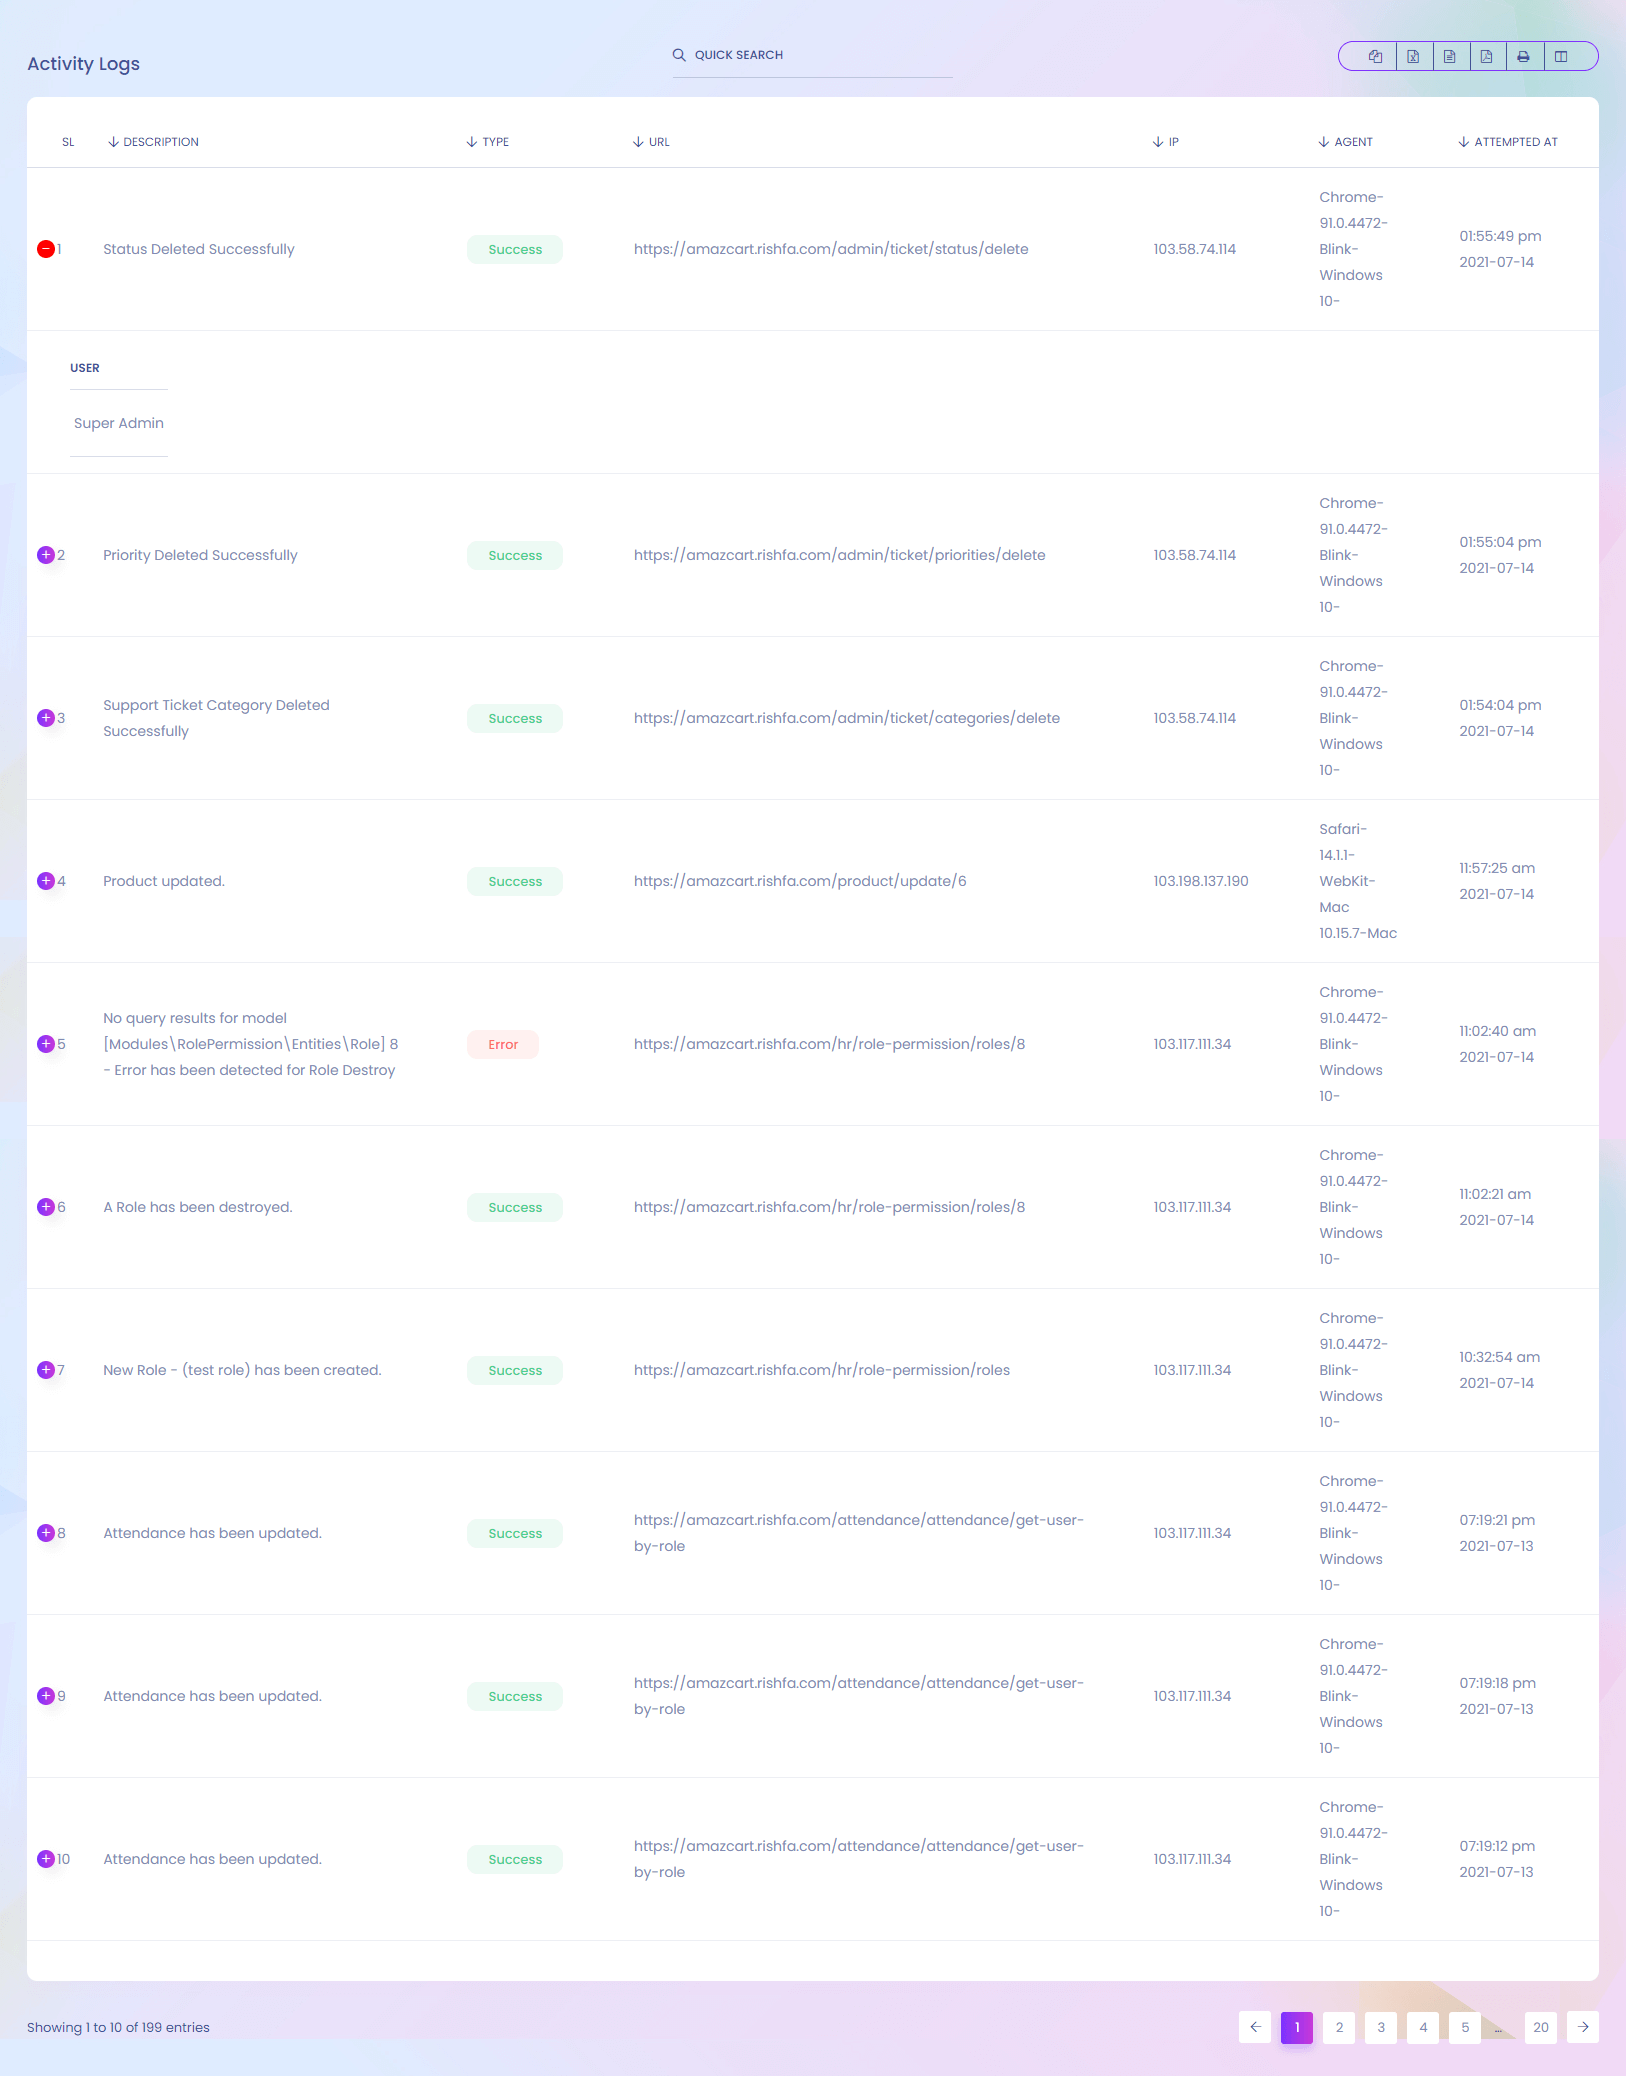 Activity Logs
QUICK SEARCH
SL DESCRIPTION TYPE URL IP AGENT ATTEMPTED AT
1 Status Deleted Successfully Success https://amazcart.rishfa.com/admin/ticket/status/delete 103.58.74.114
Chrome-
91.0.4472-
Blink-
Windows
10-
01:55:49 pm
2021-07-14
USER
Super Admin
2 Priority Deleted Successfully Success https://amazcart.rishfa.com/admin/ticket/priorities/delete 103.58.74.114
Chrome-
91.0.4472-
Blink-
Windows
10-
01:55:04 pm
2021-07-14
3
Support Ticket Category Deleted
Successfully
Success https://amazcart.rishfa.com/admin/ticket/categories/delete 103.58.74.114
Chrome-
91.0.4472-
Blink-
Windows
10-
01:54:04 pm
2021-07-14
4 Product updated. Success https://amazcart.rishfa.com/product/update/6 103.198.137.190
Safari-
14.1.1-
WebKit-
Mac
10.15.7-Mac
11:57:25 am
2021-07-14
5
No query results for model
[Modules\RolePermission\Entities\Role] 8
- Error has been detected for Role Destroy
Error https://amazcart.rishfa.com/hr/role-permission/roles/8 103.117.111.34
Chrome-
91.0.4472-
Blink-
Windows
10-
11:02:40 am
2021-07-14
6 A Role has been destroyed. Success https://amazcart.rishfa.com/hr/role-permission/roles/8 103.117.111.34
Chrome-
91.0.4472-
Blink-
Windows
10-
11:02:21 am
2021-07-14
7 New Role - (test role) has been created. Success https://amazcart.rishfa.com/hr/role-permission/roles 103.117.111.34
Chrome-
91.0.4472-
Blink-
Windows
10-
10:32:54 am
2021-07-14
8 Attendance has been updated. Success
https://amazcart.rishfa.com/attendance/attendance/get-user-
by-role
103.117.111.34
Chrome-
91.0.4472-
Blink-
Windows
10-
07:19:21 pm
2021-07-13
9 Attendance has been updated. Success
https://amazcart.rishfa.com/attendance/attendance/get-user-
by-role
103.117.111.34
Chrome-
91.0.4472-
Blink-
Windows
10-
07:19:18 pm
2021-07-13
10 Attendance has been updated. Success
https://amazcart.rishfa.com/attendance/attendance/get-user-
by-role
103.117.111.34
Chrome-
91.0.4472-
Blink-
Windows
10-
07:19:12 pm
2021-07-13
Showing 1 to 10 of 199 entries
1 2 3 4 5 … 20